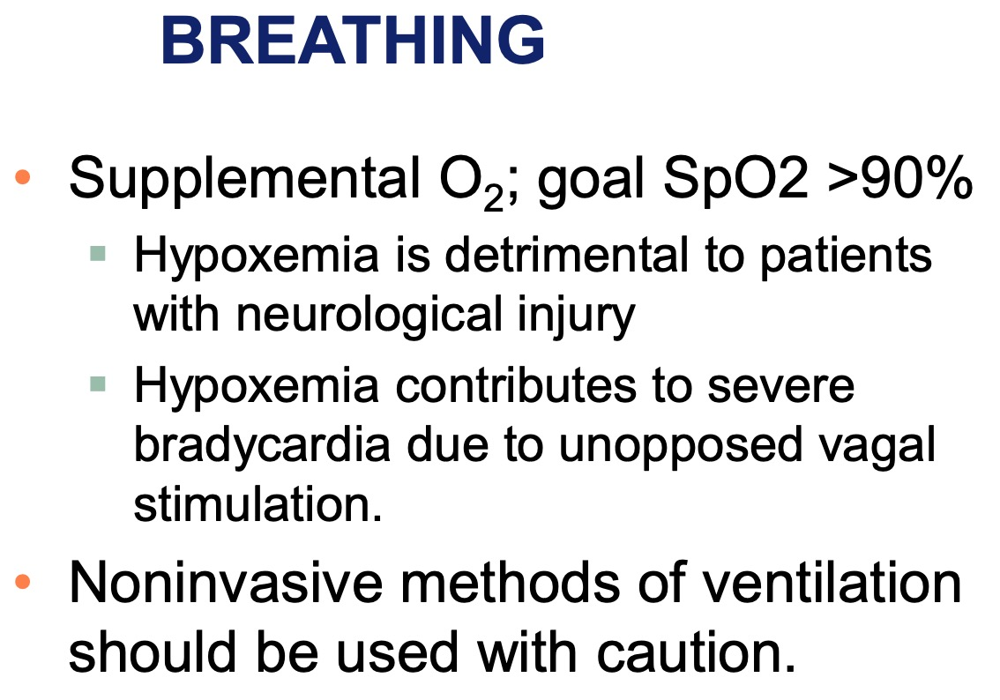 BREATHING
• Supplemental O₂; goal SpO2 >90%
▪ Hypoxemia is detrimental to patients
with neurological injury
▪ Hypoxemia contributes to severe
bradycardia due to unopposed vagal
stimulation.
• Noninvasive methods of ventilation
should be used with caution.